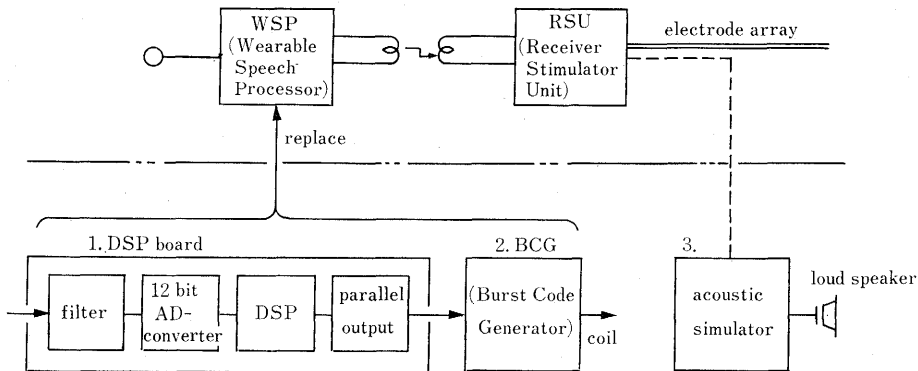 WSP
(Wearable
Speech-
Processor)
RSU
(Receiver
Stimulator
Unit)
electrode array
replace
1. DSP board
filter
12 bit
AD-
converter
DSP
parallel
output
2. BCG
(Burst Code
Generator)
coil
3.
acoustic
simulator
loud speaker